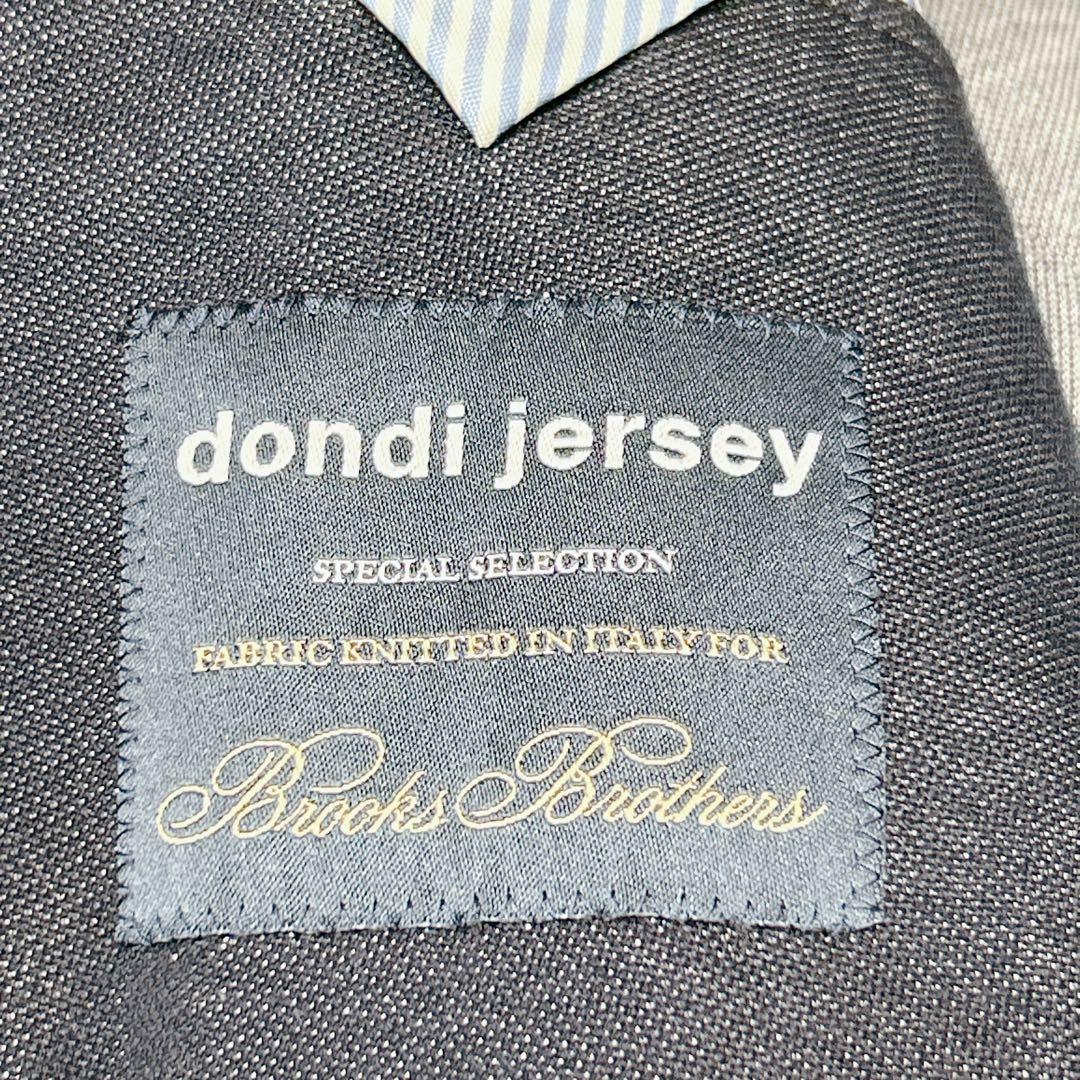 dondi jersey
SPECIAL SELECTION
FABRIC KNITTED IN ITALY FOR
Brooks Brothers